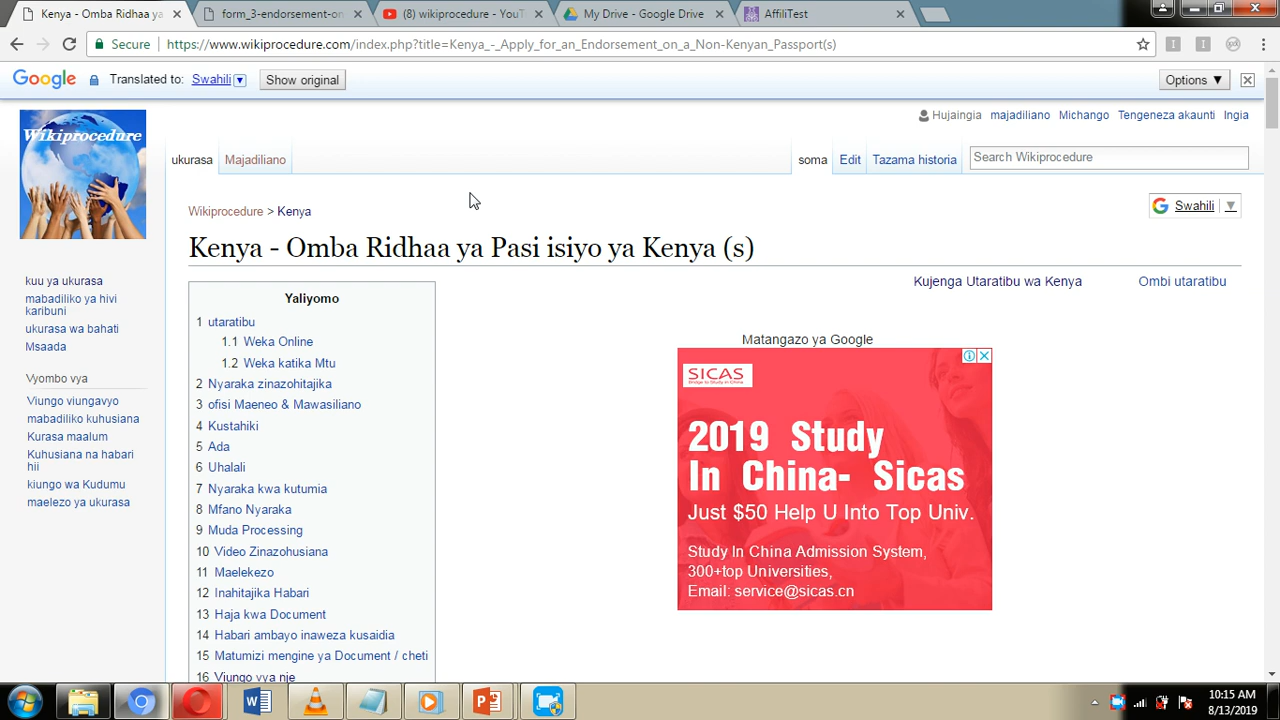 Kenya - Omba Ridhaa ya
form_3-endorsement-on
(8) wikiprocedure - YouT
My Drive - Google Drive
AffiliTest
Secure
https://www.wikiprocedure.com/index.php?title=Kenya_-_Apply_for_an_Endorsement_on_a_Non-Kenyan_Passport(s)
Google
Translated to:
Swahili
Show original
Options ▼
Wikiprocedure
Hujaingia
majadiliano
Michango
Tengeneza akaunti
Ingia
ukurasa
Majadiliano
soma
Edit
Tazama historia
Search Wikiprocedure
Wikiprocedure > Kenya
G Swahili ▼
Kenya - Omba Ridhaa ya Pasi isiyo ya Kenya (s)
Kujenga Utaratibu wa Kenya
Ombi utaratibu
kuu ya ukurasa
mabadiliko ya hivi
karibuni
ukurasa wa bahati
Msaada
Vyombo vya
Viungo viungavyo
mabadiliko kuhusiana
Kurasa maalum
Kuhusiana na habari
hii
kiungo wa Kudumu
maelezo ya ukurasa
Yaliyomo
1 utaratibu
1.1 Weka Online
1.2 Weka katika Mtu
2 Nyaraka zinazohitajika
3 ofisi Maeneo & Mawasiliano
4 Kustahiki
5 Ada
6 Uhalali
7 Nyaraka kwa kutumia
8 Mfano Nyaraka
9 Muda Processing
10 Video Zinazohusiana
11 Maelekezo
12 Inahitajika Habari
13 Haja kwa Document
14 Habari ambayo inaweza kusaidia
15 Matumizi mengine ya Document / cheti
16 Viungo vya nje
Matangazo ya Google
SICAS
Bridge to Study in China
2019 Study
In China- Sicas
Just $50 Help U Into Top Univ.
Study In China Admission System,
300+top Universities,
Email: service@sicas.cn
10:15 AM
8/13/2019